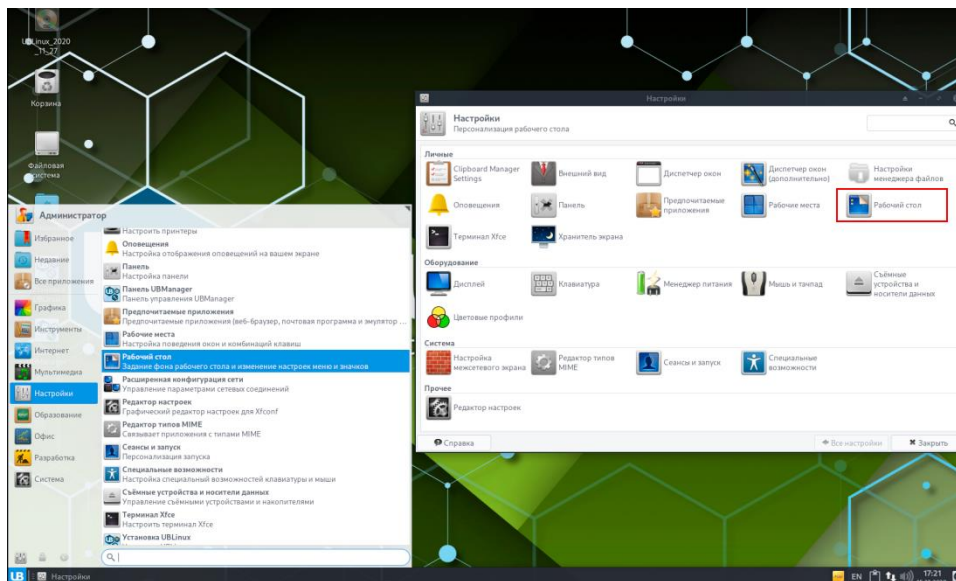 UBLinux_2020
_11_27
Корзина
Файловая
система
Администратор
Избранное
Недавние
Все приложения
Графика
Инструменты
Интернет
Мультимедиа
Настройки
Образование
Офис
Разработка
Система
Настроить принтеры
Оповещения
Настройка отображения оповещений на вашем экране
Панель
Настройка панели
Панель UBManager
Панель управления UBManager
Предпочитаемые приложения
Предпочитаемые приложения (веб-браузер, почтовая программа и эмулятор ...
Рабочие места
Настройка поведения окон и комбинаций клавиш
Рабочий стол
Задание фона рабочего стола и изменение настроек меню и значков
Расширенная конфигурация сети
Управление параметрами сетевых соединений
Редактор настроек
Графический редактор настроек для Xfconf
Редактор типов MIME
Связывает приложения с типами MIME
Сеансы и запуск
Персонализация запуска
Специальные возможности
Настройка специальный возможностей клавиатуры и мыши
Съёмные устройства и носители данных
Управление съёмными устройствами и накопителями
Терминал Xfce
Настроить терминал Xfce
Установка UBLinux
Настройки
Настройки
Персонализация рабочего стола
Личные
Clipboard Manager
Settings
Внешний вид
Диспетчер окон
Диспетчер окон
(дополнительно)
Настройки
менеджера файлов
Оповещения
Панель
Предпочитаемые
приложения
Рабочие места
Рабочий стол
Терминал Xfce
Хранитель экрана
Оборудование
Дисплей
Клавиатура
Менеджер питания
Мышь и тачпад
Съёмные
устройства и
носители данных
Цветовые профили
Система
Настройка
межсетевого экрана
Редактор типов
MIME
Сеансы и запуск
Специальные
возможности
Прочее
Редактор настроек
Справка
Все настройки
Закрыть
UB
Настройки
EN
17:21